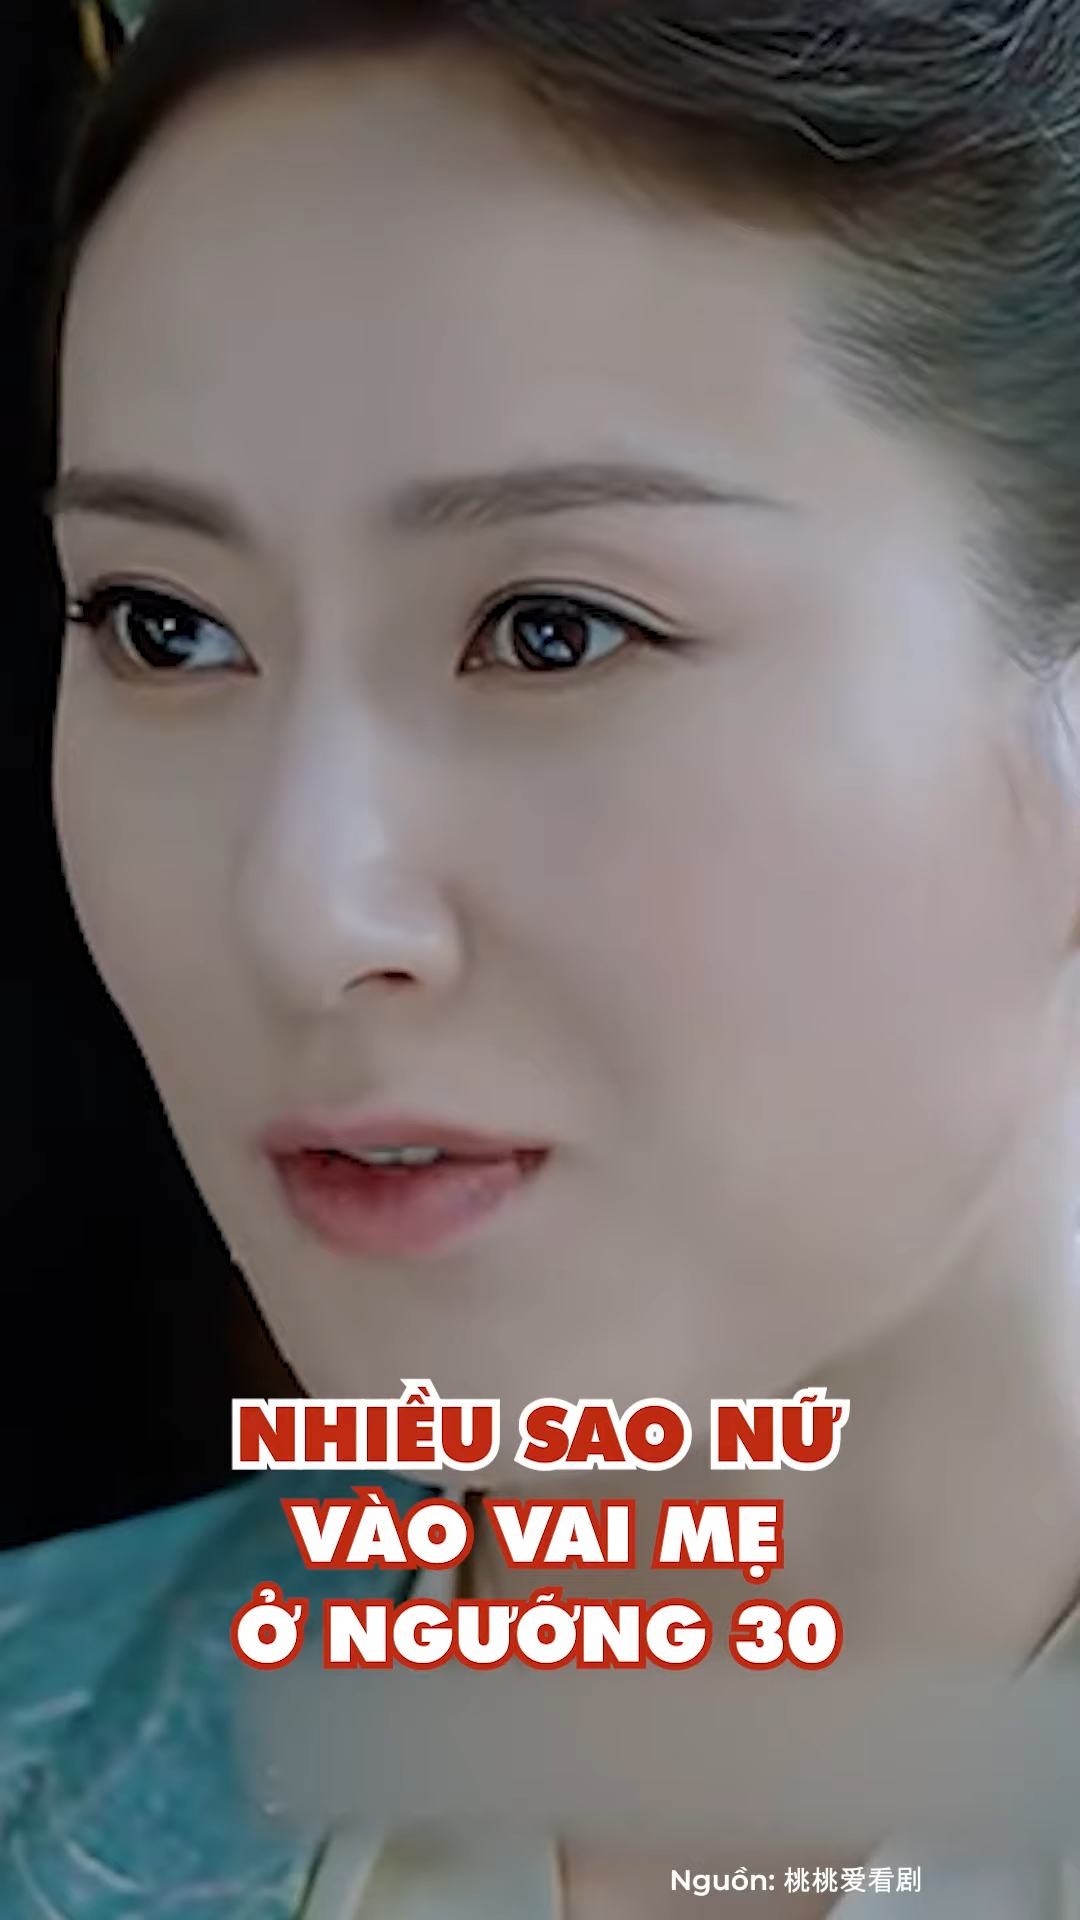 NHIỀU SAO NỮ
VÀO VAI MẸ
Ở NGƯỠNG 30
Nguồn: 桃桃爱看剧